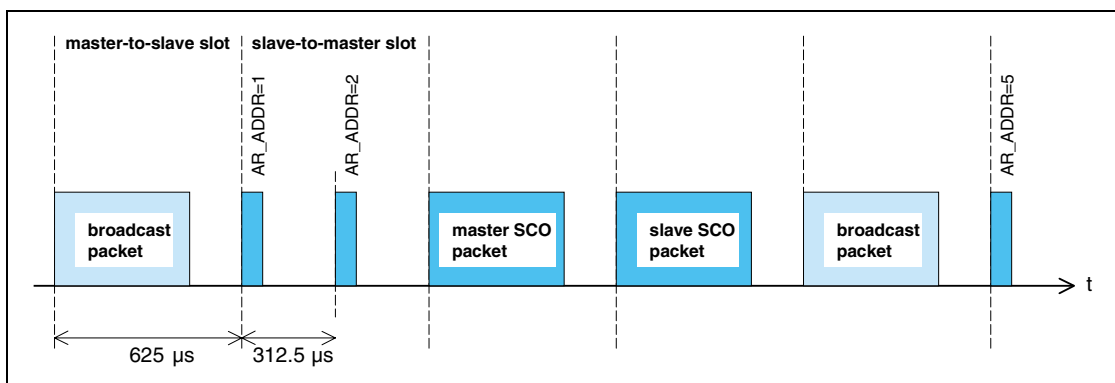 master-to-slave slot
slave-to-master slot
AR_ADDR=1
AR_ADDR=2
AR_ADDR=5
broadcast
packet
master SCO
packet
slave SCO
packet
broadcast
packet
t
625 µs
312.5 µs